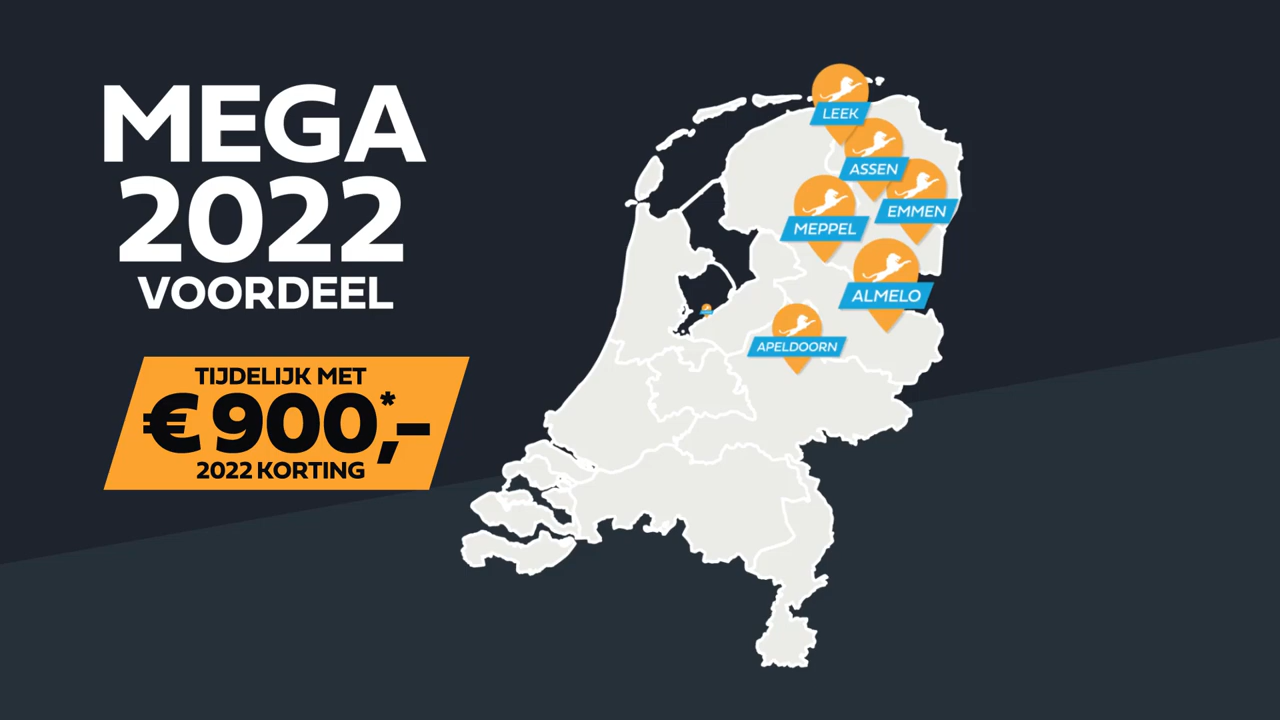 MEGA
2022
VOORDEEL
TIJDELIJK MET
€ 900,-*
2022 KORTING
LEEK
ASSEN
EMMEN
MEPPEL
ALMELO
APELDOORN